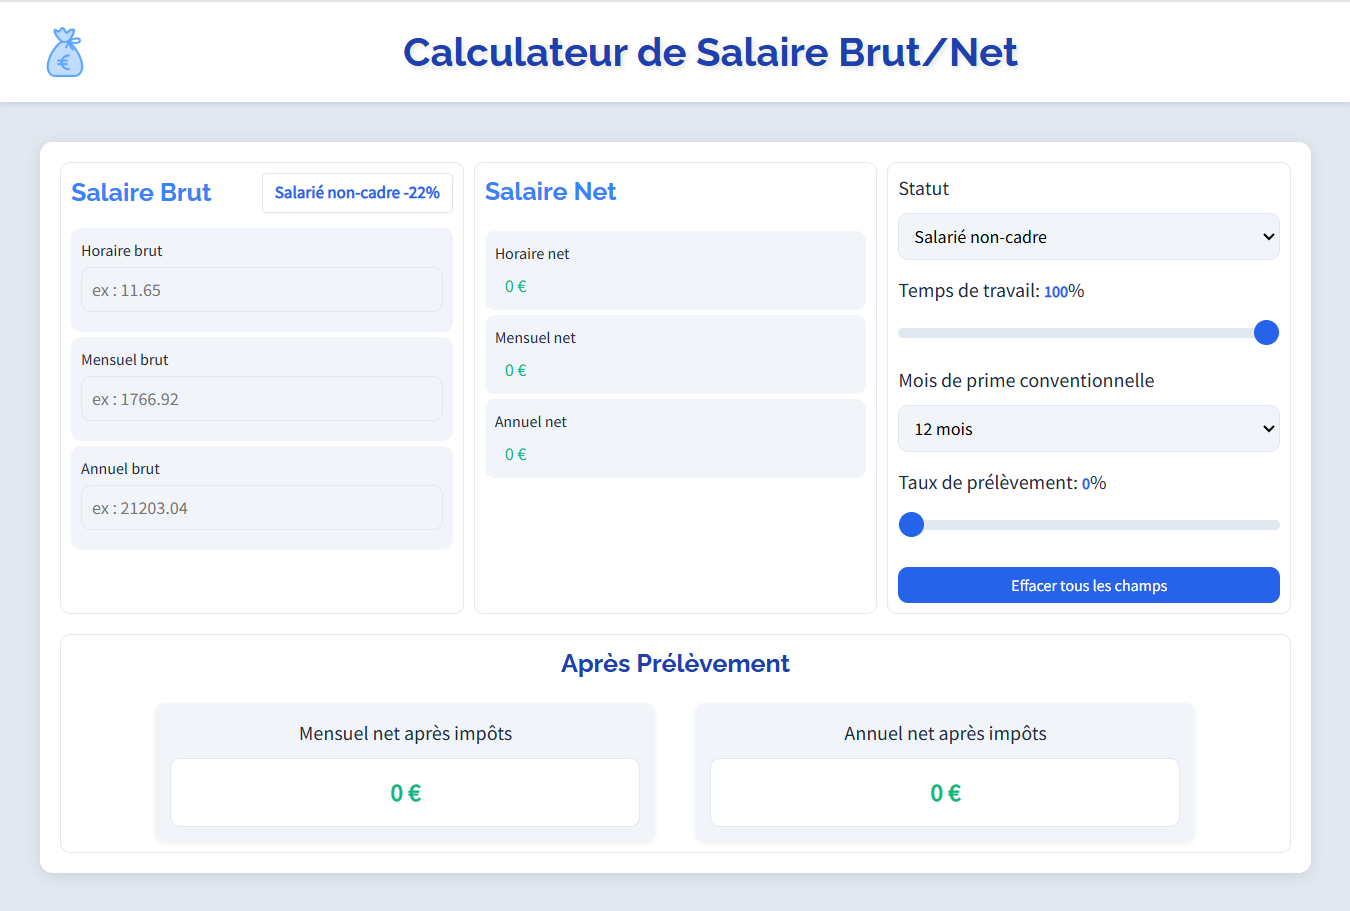 €
Calculateur de Salaire Brut/Net
Salaire Brut
Salarié non-cadre -22%
Horaire brut
ex : 11.65
Mensuel brut
ex : 1766.92
Annuel brut
ex : 21203.04
Salaire Net
Horaire net
0 €
Mensuel net
0 €
Annuel net
0 €
Statut
Salarié non-cadre
Temps de travail: 100%
Mois de prime conventionnelle
12 mois
Taux de prélèvement: 0%
Effacer tous les champs
Après Prélèvement
Mensuel net après impôts
0 €
Annuel net après impôts
0 €